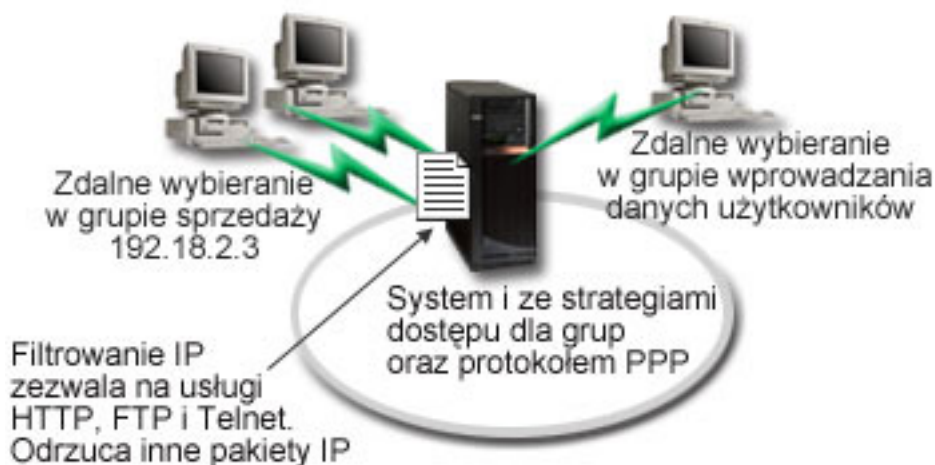 Zdalne wybieranie
w grupie sprzedaży
192.18.2.3
Zdalne wybieranie
w grupie wprowadzania
danych użytkowników
System i ze strategiami
dostępu dla grup
oraz protokołem PPP
Filtrowanie IP
zezwala na usługi
HTTP, FTP i Telnet.
Odrzuca inne pakiety IP